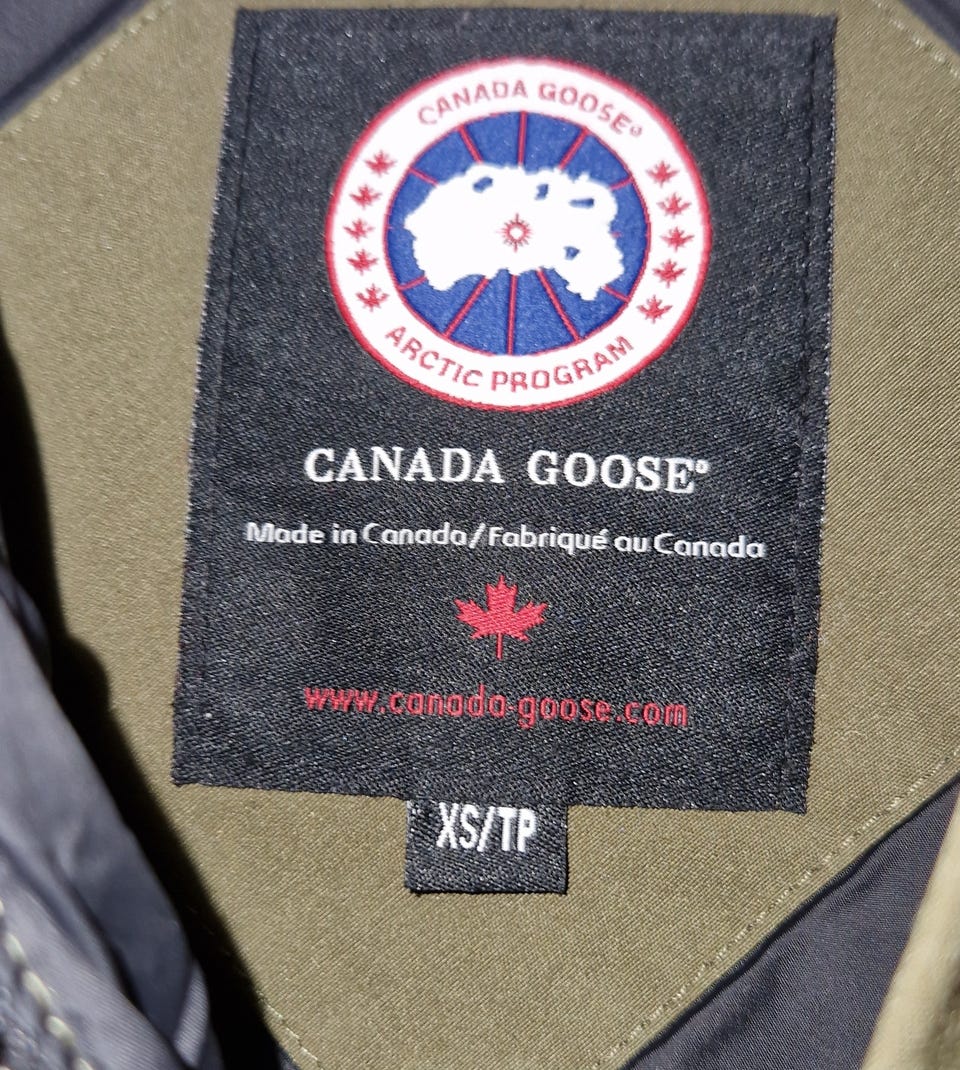 CANADA GOOSE®
ARCTIC PROGRAM
CANADA GOOSE®
Made in Canada/Fabriqué au Canada
www.canada-goose.com
XS/TP